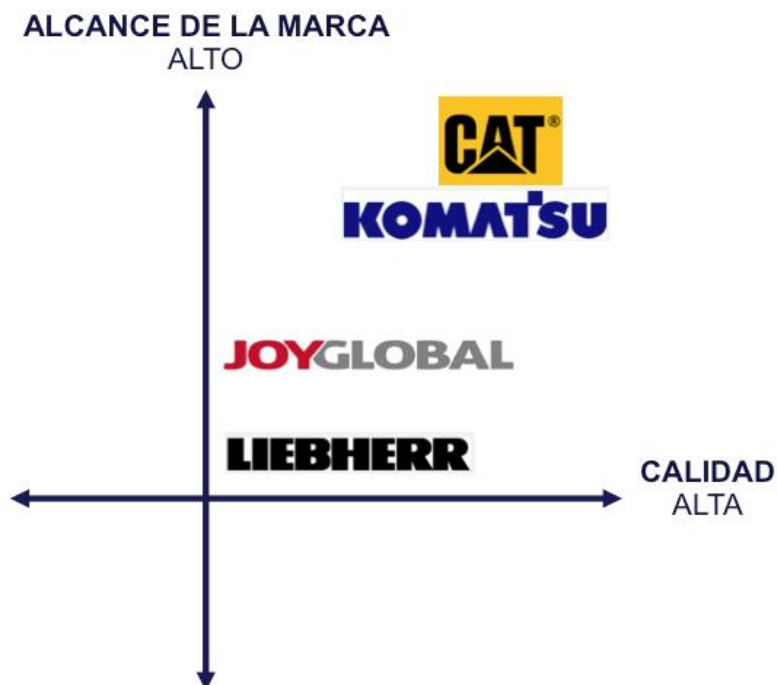 ALCANCE DE LA MARCA
ALTO
CAT®
KOMATSU
JOYGLOBAL
LIEBHERR
CALIDAD
ALTA